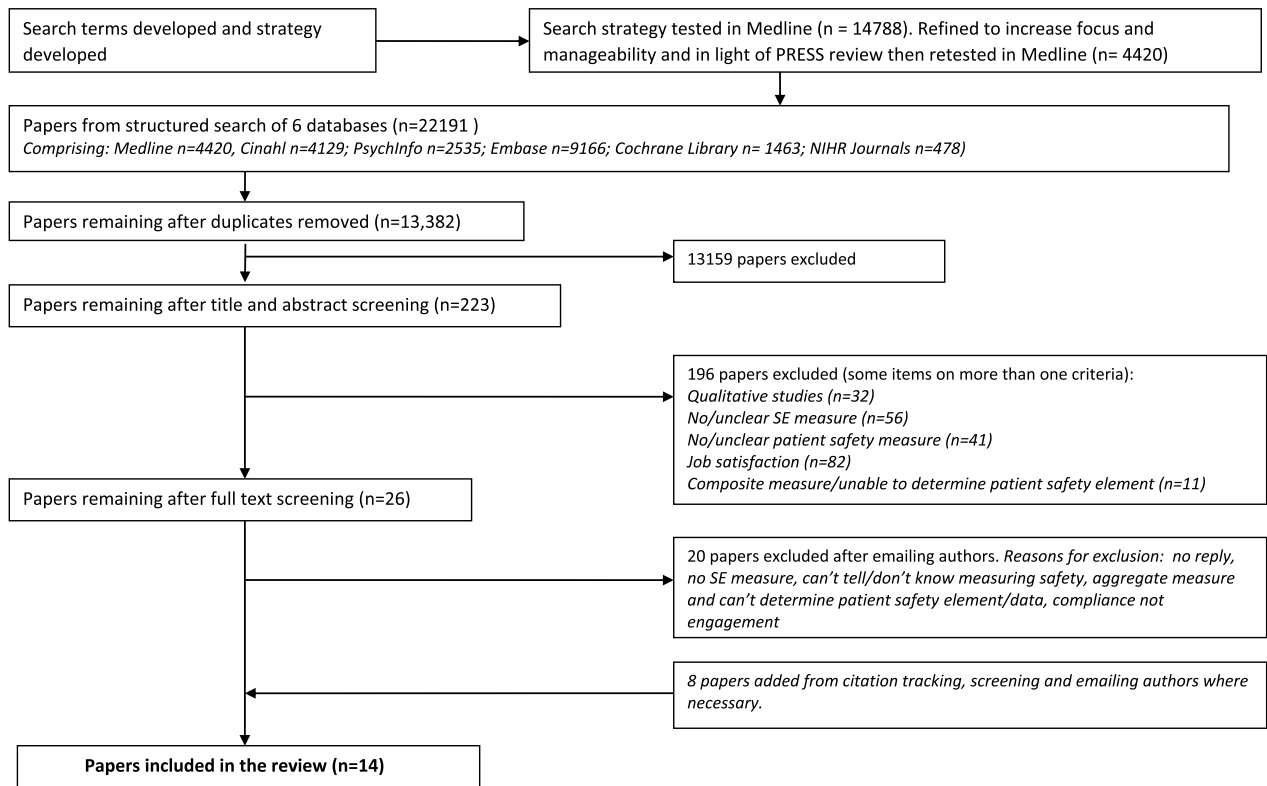 Search terms developed and strategy
developed
Search strategy tested in Medline (n = 14788). Refined to increase focus and
manageability and in light of PRESS review then retested in Medline (n= 4420)
Papers from structured search of 6 databases (n=22191 )
Comprising: Medline n=4420, Cinahl n=4129; PsychInfo n=2535; Embase n=9166; Cochrane Library n= 1463; NIHR Journals n=478)
Papers remaining after duplicates removed (n=13,382)
13159 papers excluded
Papers remaining after title and abstract screening (n=223)
196 papers excluded (some items on more than one criteria):
Qualitative studies (n=32)
No/unclear SE measure (n=56)
No/unclear patient safety measure (n=41)
Job satisfaction (n=82)
Composite measure/unable to determine patient safety element (n=11)
Papers remaining after full text screening (n=26)
20 papers excluded after emailing authors. Reasons for exclusion:  no reply,
no SE measure, can't tell/don't know measuring safety, aggregate measure
and can't determine patient safety element/data, compliance not
engagement
8 papers added from citation tracking, screening and emailing authors where
necessary.
Papers included in the review (n=14)